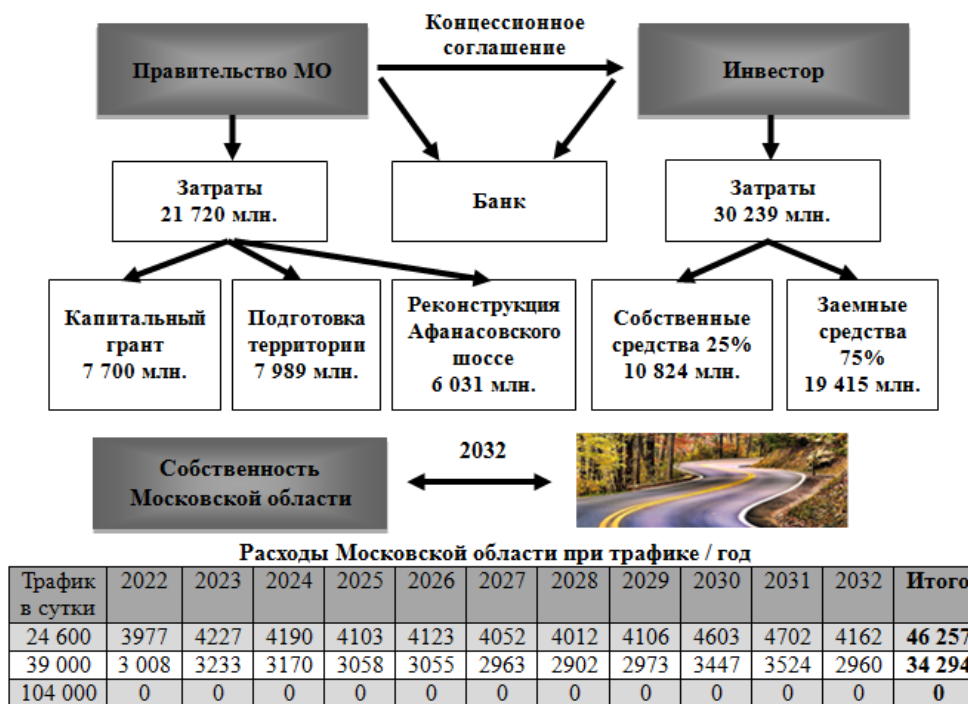 Концессионное
соглашение
Правительство МО
Инвестор
Затраты
21 720 млн.
Банк
Затраты
30 239 млн.
Капитальный
грант
7 700 млн.
Подготовка
территории
7 989 млн.
Реконструкция
Афанасовского
шоссе
6 031 млн.
Собственные
средства 25%
10 824 млн.
Заемные
средства
75%
19 415 млн.
Собственность
Московской области
2032
Расходы Московской области при трафике / год
Трафик в сутки 2022 2023 2024 2025 2026 2027 2028 2029 2030 2031 2032 Итого
24 600 3977 4227 4190 4103 4123 4052 4012 4106 4603 4702 4162 46 257
39 000 3 008 3233 3170 3058 3055 2963 2902 2973 3447 3524 2960 34 294
104 000 0 0 0 0 0 0 0 0 0 0 0 0